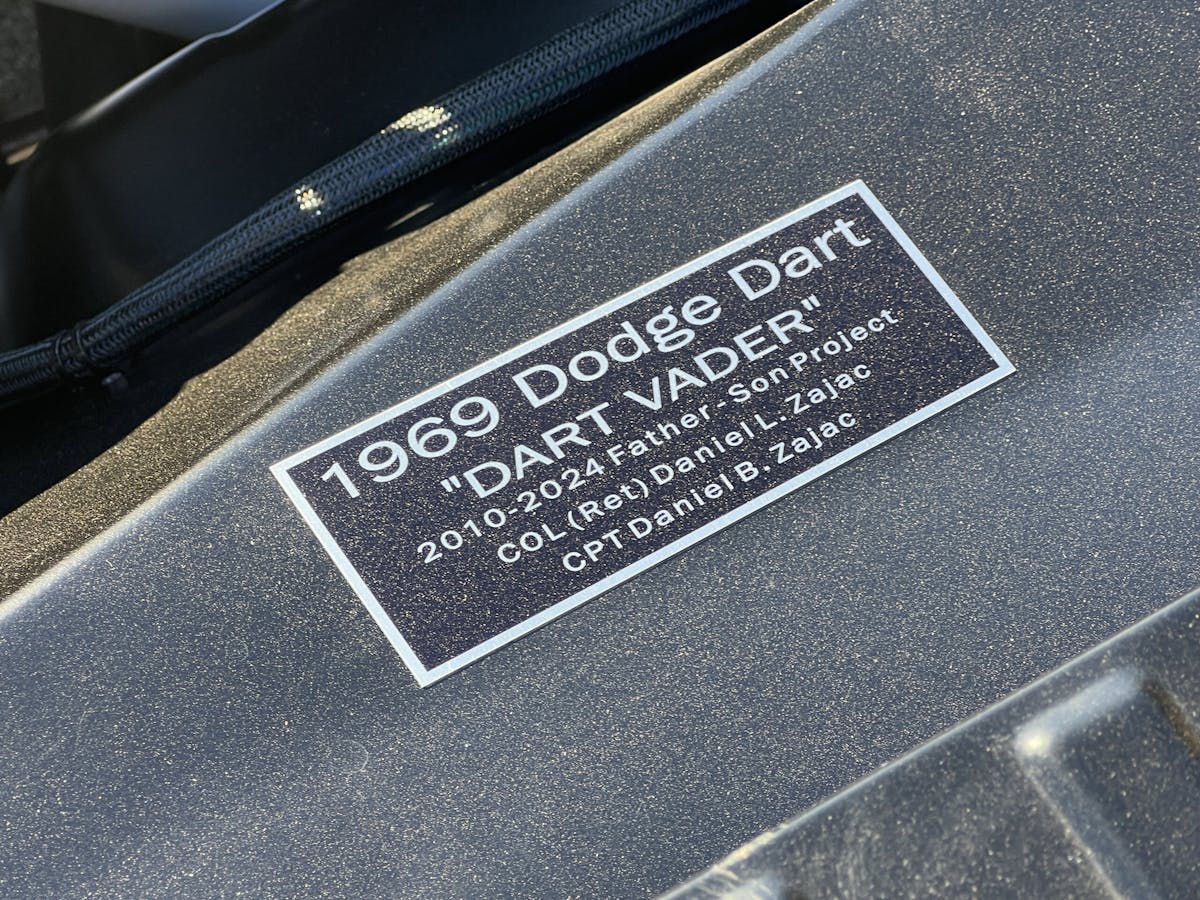 1969 Dodge Dart
"DART VADER"
2010-2024 Father-Son Project
COL (Ret) Daniel L. Zajac
CPT Daniel B. Zajac